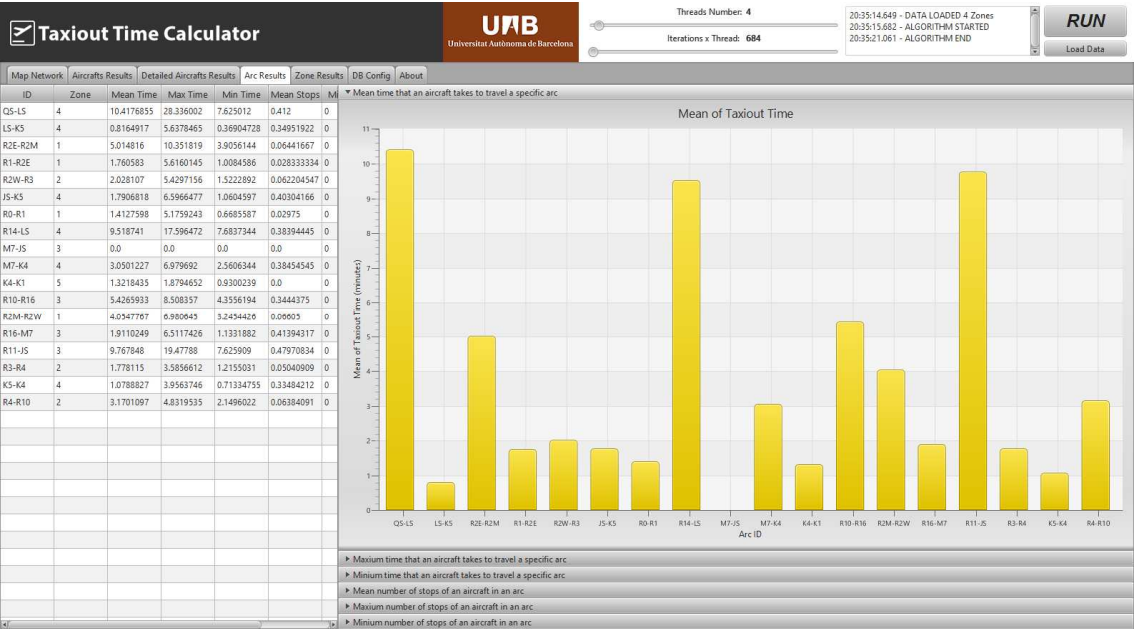 Taxiout Time Calculator
UAB
Universitat Autònoma de Barcelona
Threads Number: 4
Iterations x Thread: 684
20:35:14.649 - DATA LOADED 4 Zones
20:35:15.682 - ALGORITHM STARTED
20:35:21.061 - ALGORITHM END
RUN
Load Data
Map Network Aircrafts Results Detailed Aircrafts Results Arc Results Zone Results DB Config About
ID Zone Mean Time Max Time Min Time Mean Stops Mi
QS-LS 4 10.4176855 28.336002 7.625012 0.412 0
LS-K5 4 0.8164917 5.6378465 0.36904728 0.34951922 0
R2E-R2M 1 5.014816 10.351819 3.9056144 0.06441667 0
R1-R2E 1 1.760583 5.6160145 1.0084586 0.028333334 0
R2W-R3 2 2.028107 5.4297156 1.5222892 0.062204547 0
JS-K5 4 1.7906818 6.5966477 1.0604597 0.40304166 0
R0-R1 1 1.4127598 5.1759243 0.6685587 0.02975 0
R14-LS 4 9.518741 17.596472 7.6837344 0.38394445 0
M7-JS 3 0.0 0.0 0.0 0.0 0
M7-K4 4 3.0501227 6.979692 2.5606344 0.38454545 0
K4-K1 5 1.3218435 1.8794652 0.9300239 0.0 0
R10-R16 3 5.4265933 8.508357 4.3556194 0.3444375 0
R2M-R2W 1 4.0547767 6.980645 3.2454426 0.06605 0
R16-M7 3 1.9110249 6.5117426 1.1331882 0.41394317 0
R11-JS 3 9.767848 19.47788 7.625909 0.47970834 0
R3-R4 2 1.778115 3.5856612 1.2155031 0.05040909 0
K5-K4 4 1.0788827 3.9563746 0.71334755 0.33484212 0
R4-R10 2 3.1701097 4.8319535 2.1496022 0.06384091 0
Mean time that an aircraft takes to travel a specific arc
Mean of Taxiout Time
Mean of Taxiout Time (minutes)
11
10
9
8
7
6
5
4
3
2
1
0
QS-LS LS-K5 R2E-R2M R1-R2E R2W-R3 JS-K5 R0-R1 R14-LS M7-JS M7-K4 K4-K1 R10-R16 R2M-R2W R16-M7 R11-JS R3-R4 K5-K4 R4-R10
Arc ID
Maxium time that an aircraft takes to travel a specific arc
Minium time that an aircraft takes to travel a specific arc
Mean number of stops of an aircraft in an arc
Maxium number of stops of an aircraft in an arc
Minium number of stops of an aircraft in an arc